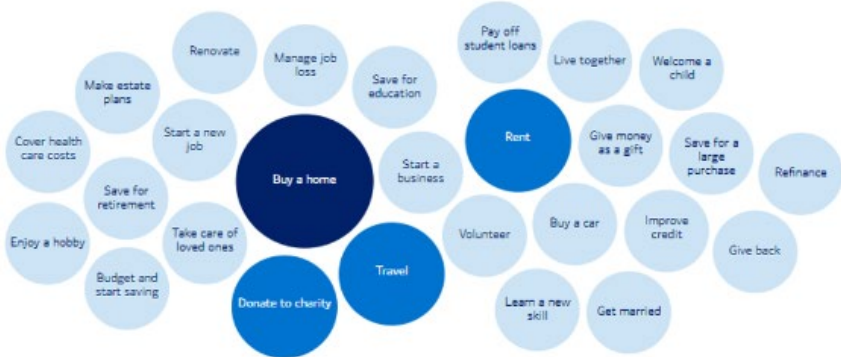 Renovate
Manage job
loss
Pay off
student loans
Live together
Welcome a
child
Make estate
plans
Save for
education
Cover health
care costs
Start a new
job
Buy a home
Start a
business
Rent
Give money
as a gift
Save for a
large
purchase
Refinance
Save for
retirement
Enjoy a hobby
Take care of
loved ones
Volunteer
Buy a car
Improve
credit
Give back
Budget and
start saving
Donate to charity
Travel
Learn a new
skill
Get married